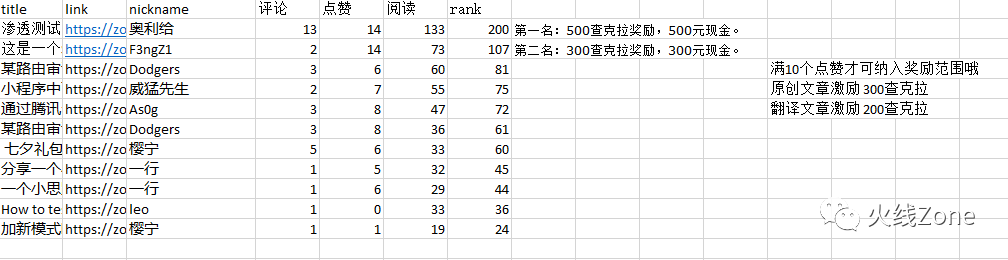 title link nickname 评论 点赞 阅读 rank
渗透测试 https://zo 奥利给 13 14 133 200 第一名：500查克拉奖励，500元现金。
这是一个 https://zo F3ngZ1 2 14 73 107 第二名：300查克拉奖励，300元现金。
某路由审 https://zo Dodgers 3 6 60 81 满10个点赞才可纳入奖励范围哦
小程序中 https://zo 威猛先生 2 7 55 75 原创文章激励 300查克拉
通过腾讯 https://zo As0g 3 8 47 72 翻译文章激励 200查克拉
某路由审 https://zo Dodgers 3 8 36 61
七夕礼包 https://zo 樱宁 5 6 33 60
分享一个 https://zo 一行 1 5 32 45
一个小思 https://zo 一行 1 6 29 44
How to te https://zo leo 1 0 33 36
加新模式 https://zo 樱宁 1 1 19 24
火线Zone